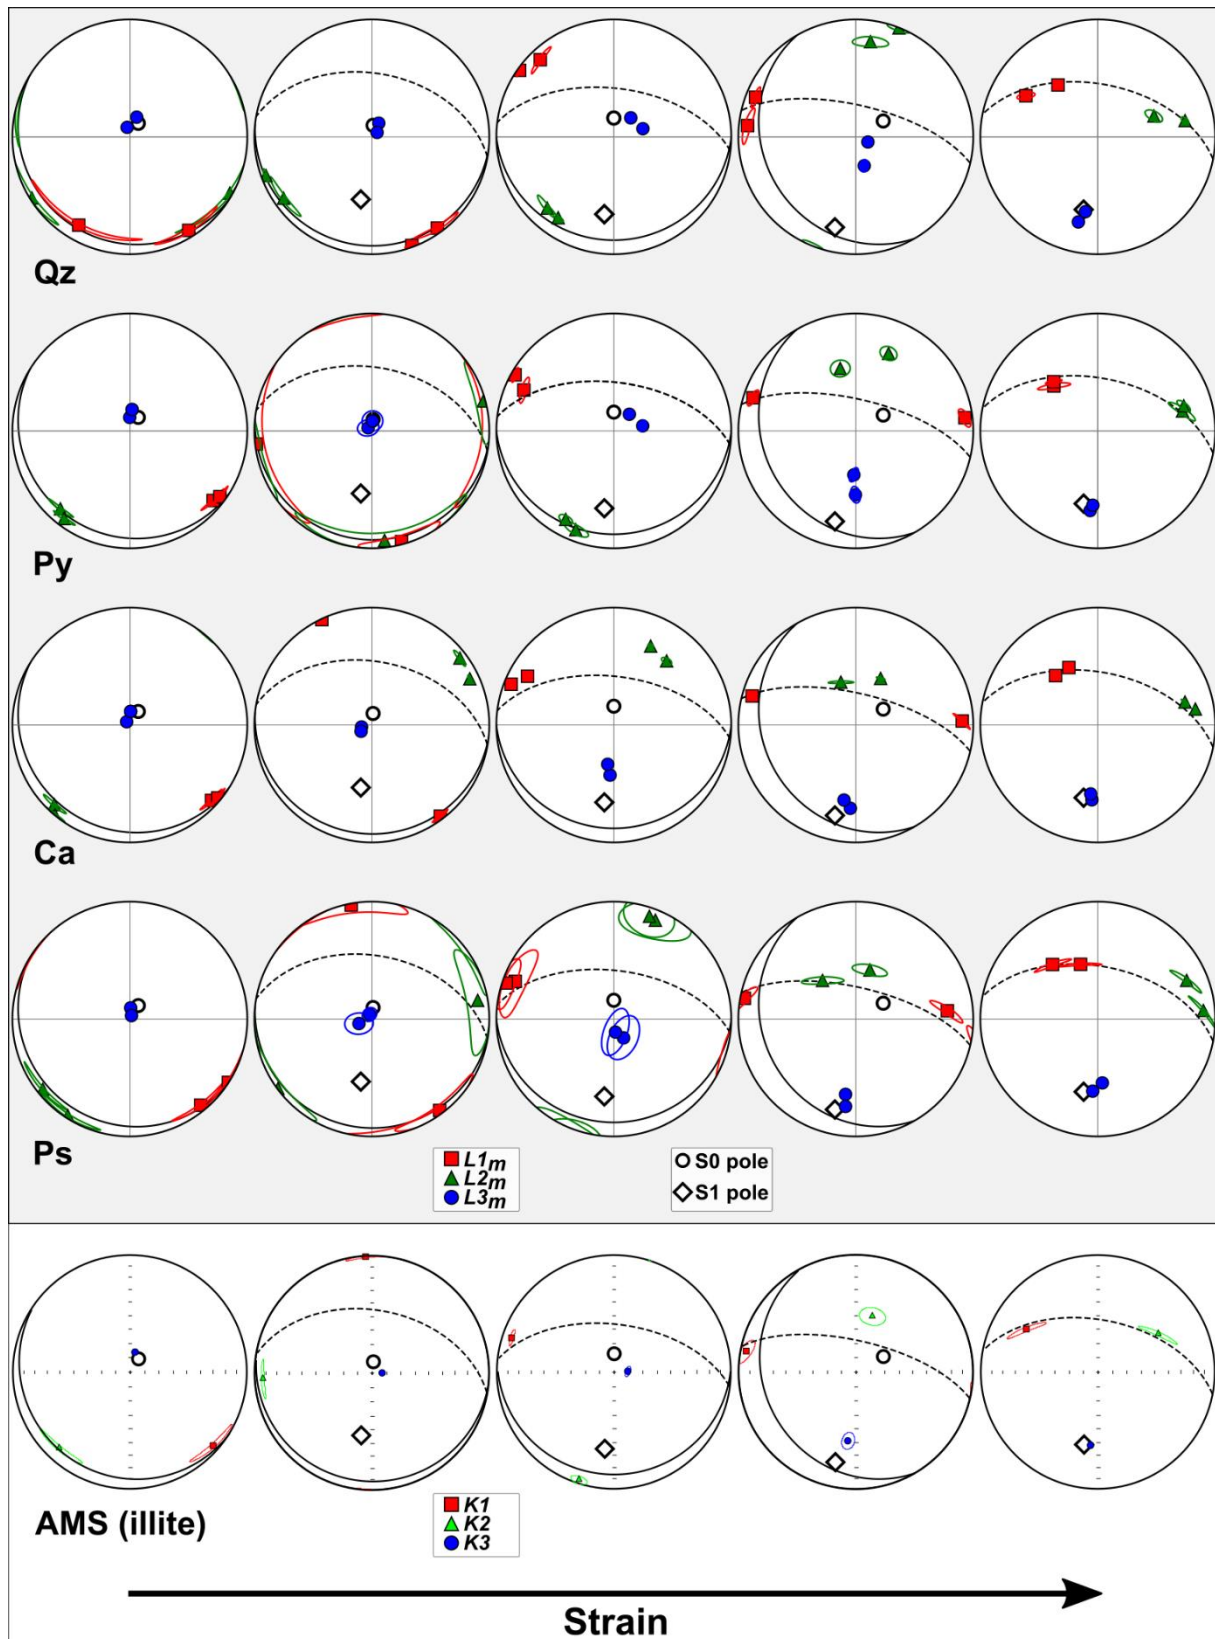 Qz
Py
Ca
Ps
L1m
L2m
L3m
S0 pole
S1 pole
AMS (illite)
K1
K2
K3
Strain